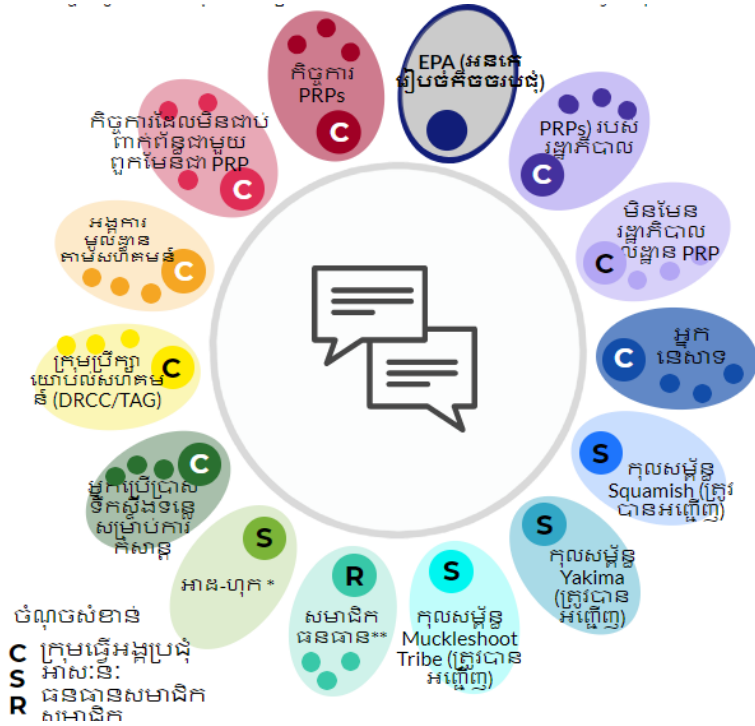 EPA (អនកេ
រៀបចំកិចចរបជុំ)
PRPs) របស់
រដ្ឋាភិបាល
C
មិនមែន
រដ្ឋាភិបាល
លដ្ឋាន PRP
C
អ្នក
នេសាទ
C
S
កុលសម្ព័ន្ធ
Squamish (ត្រូវ
បានអញ្ជើញ)
S
កុលសម្ព័ន្ធ
Yakima
(ត្រូវបាន
អញ្ជើញ)
S
កុលសម្ព័ន្ធ
Muckleshoot
Tribe (ត្រូវបាន
អញ្ជើញ)
R
សមាជិក
ធនធាន**
S
អាដ-ហុក *
C
អ្នកប្រើប្រាស់
ទឹកស្ទឹងទន្លេ
សម្រាប់ការ
កំសាន្ត
ក្រុមប្រឹក្សា
យោបល់សហគម
ន៍ (DRCC/TAG)
C
អង្គការ
មូលដ្ឋាន
តាមសហគមន៍
C
កិច្ចការដែលមិនជាប់
ពាក់ព័ន្ធជាមួយ
ពួកមែនជា PRP
C
កិច្ចការ
PRPs
C
ចំណុចសំខាន់
C ក្រុមធ្វើអង្គប្រជុំ
S អាសនៈ
R ធនធានសមាជិក
សមាជិក